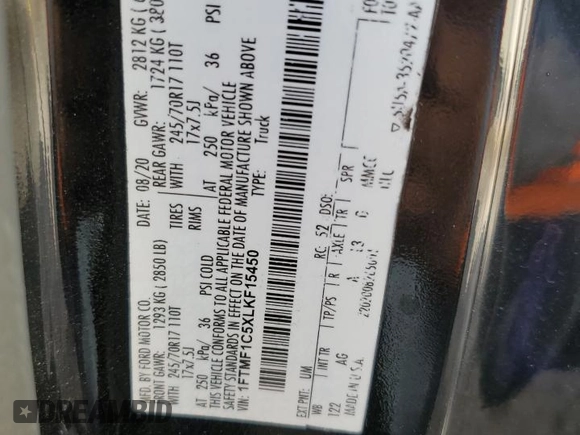 MFD. BY FORD MOTOR CO.
DATE: 08/20 GVWR: 2812 KG (
FRONT GAWR: 1293 KG ( 2850 LB) REAR GAWR: 1724 KG ( 380
245/70R17 110T TIRES WITH 245/70R17 110T
17x7.5J RIMS 17x7.5J
AT 250 kPa/ 36 PSI COLD AT 250 kPa/ 36 PSI
THIS VEHICLE CONFORMS TO ALL APPLICABLE FEDERAL MOTOR VEHICLE
SAFETY STANDARDS IN EFFECT ON THE DATE OF MANUFACTURE SHOWN ABOVE
VIN: 1FTMF1C5XLKF15450
TYPE: Truck
EXT PNT: UM RC: 52 DSO:
WB INT TR TP/PS R AXLE TR SPR
122 AG A 13
MADE IN U.S.A.
DREAMBID